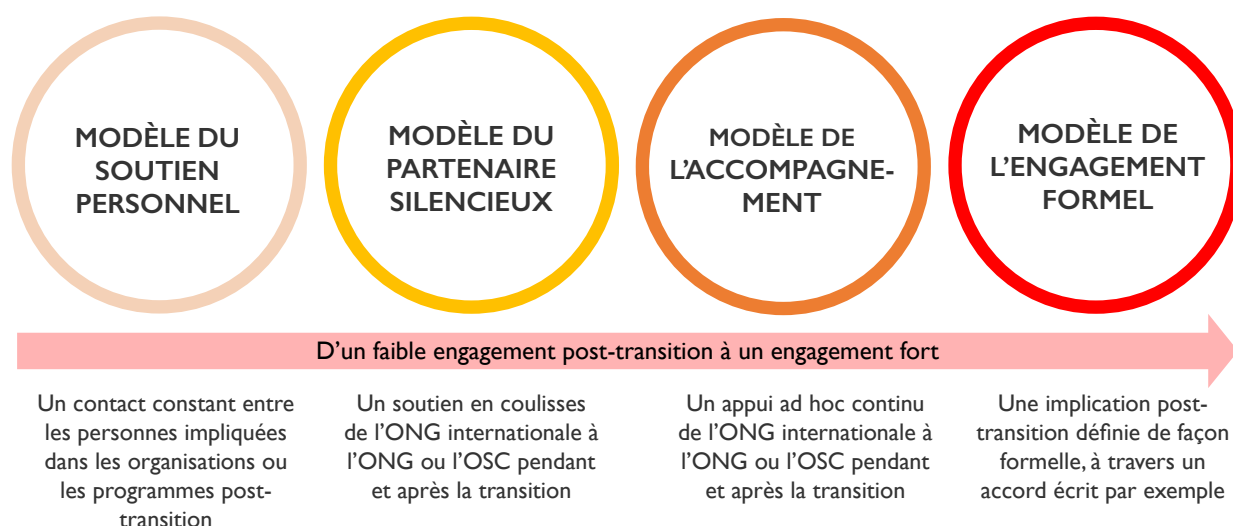 MODÈLE DU
SOUTIEN
PERSONNEL
MODÈLE DU
PARTENAIRE
SILENCIEUX
MODÈLE DE
L’ACCOMPAGNE-
MENT
MODÈLE DE
L’ENGAGEMENT
FORMEL
D’un faible engagement post-transition à un engagement fort
Un contact constant entre
les personnes impliquées
dans les organisations ou
les programmes post-
transition
Un soutien en coulisses
de l’ONG internationale à
l’ONG ou l’OSC pendant
et après la transition
Un appui ad hoc continu
de l’ONG internationale à
l’ONG ou l’OSC pendant
et après la transition
Une implication post-
transition définie de façon
formelle, à travers un
accord écrit par exemple